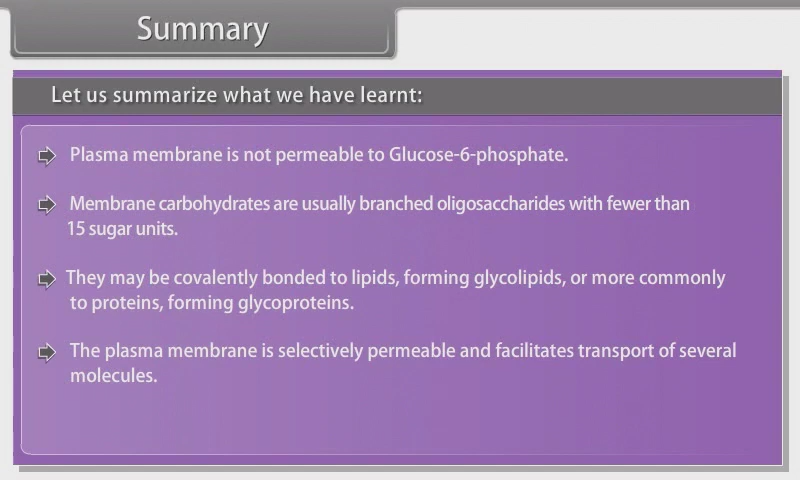 Summary
Let us summarize what we have learnt:
Plasma membrane is not permeable to Glucose-6-phosphate.
Membrane carbohydrates are usually branched oligosaccharides with fewer than
15 sugar units.
They may be covalently bonded to lipids, forming glycolipids, or more commonly
to proteins, forming glycoproteins.
The plasma membrane is selectively permeable and facilitates transport of several
molecules.